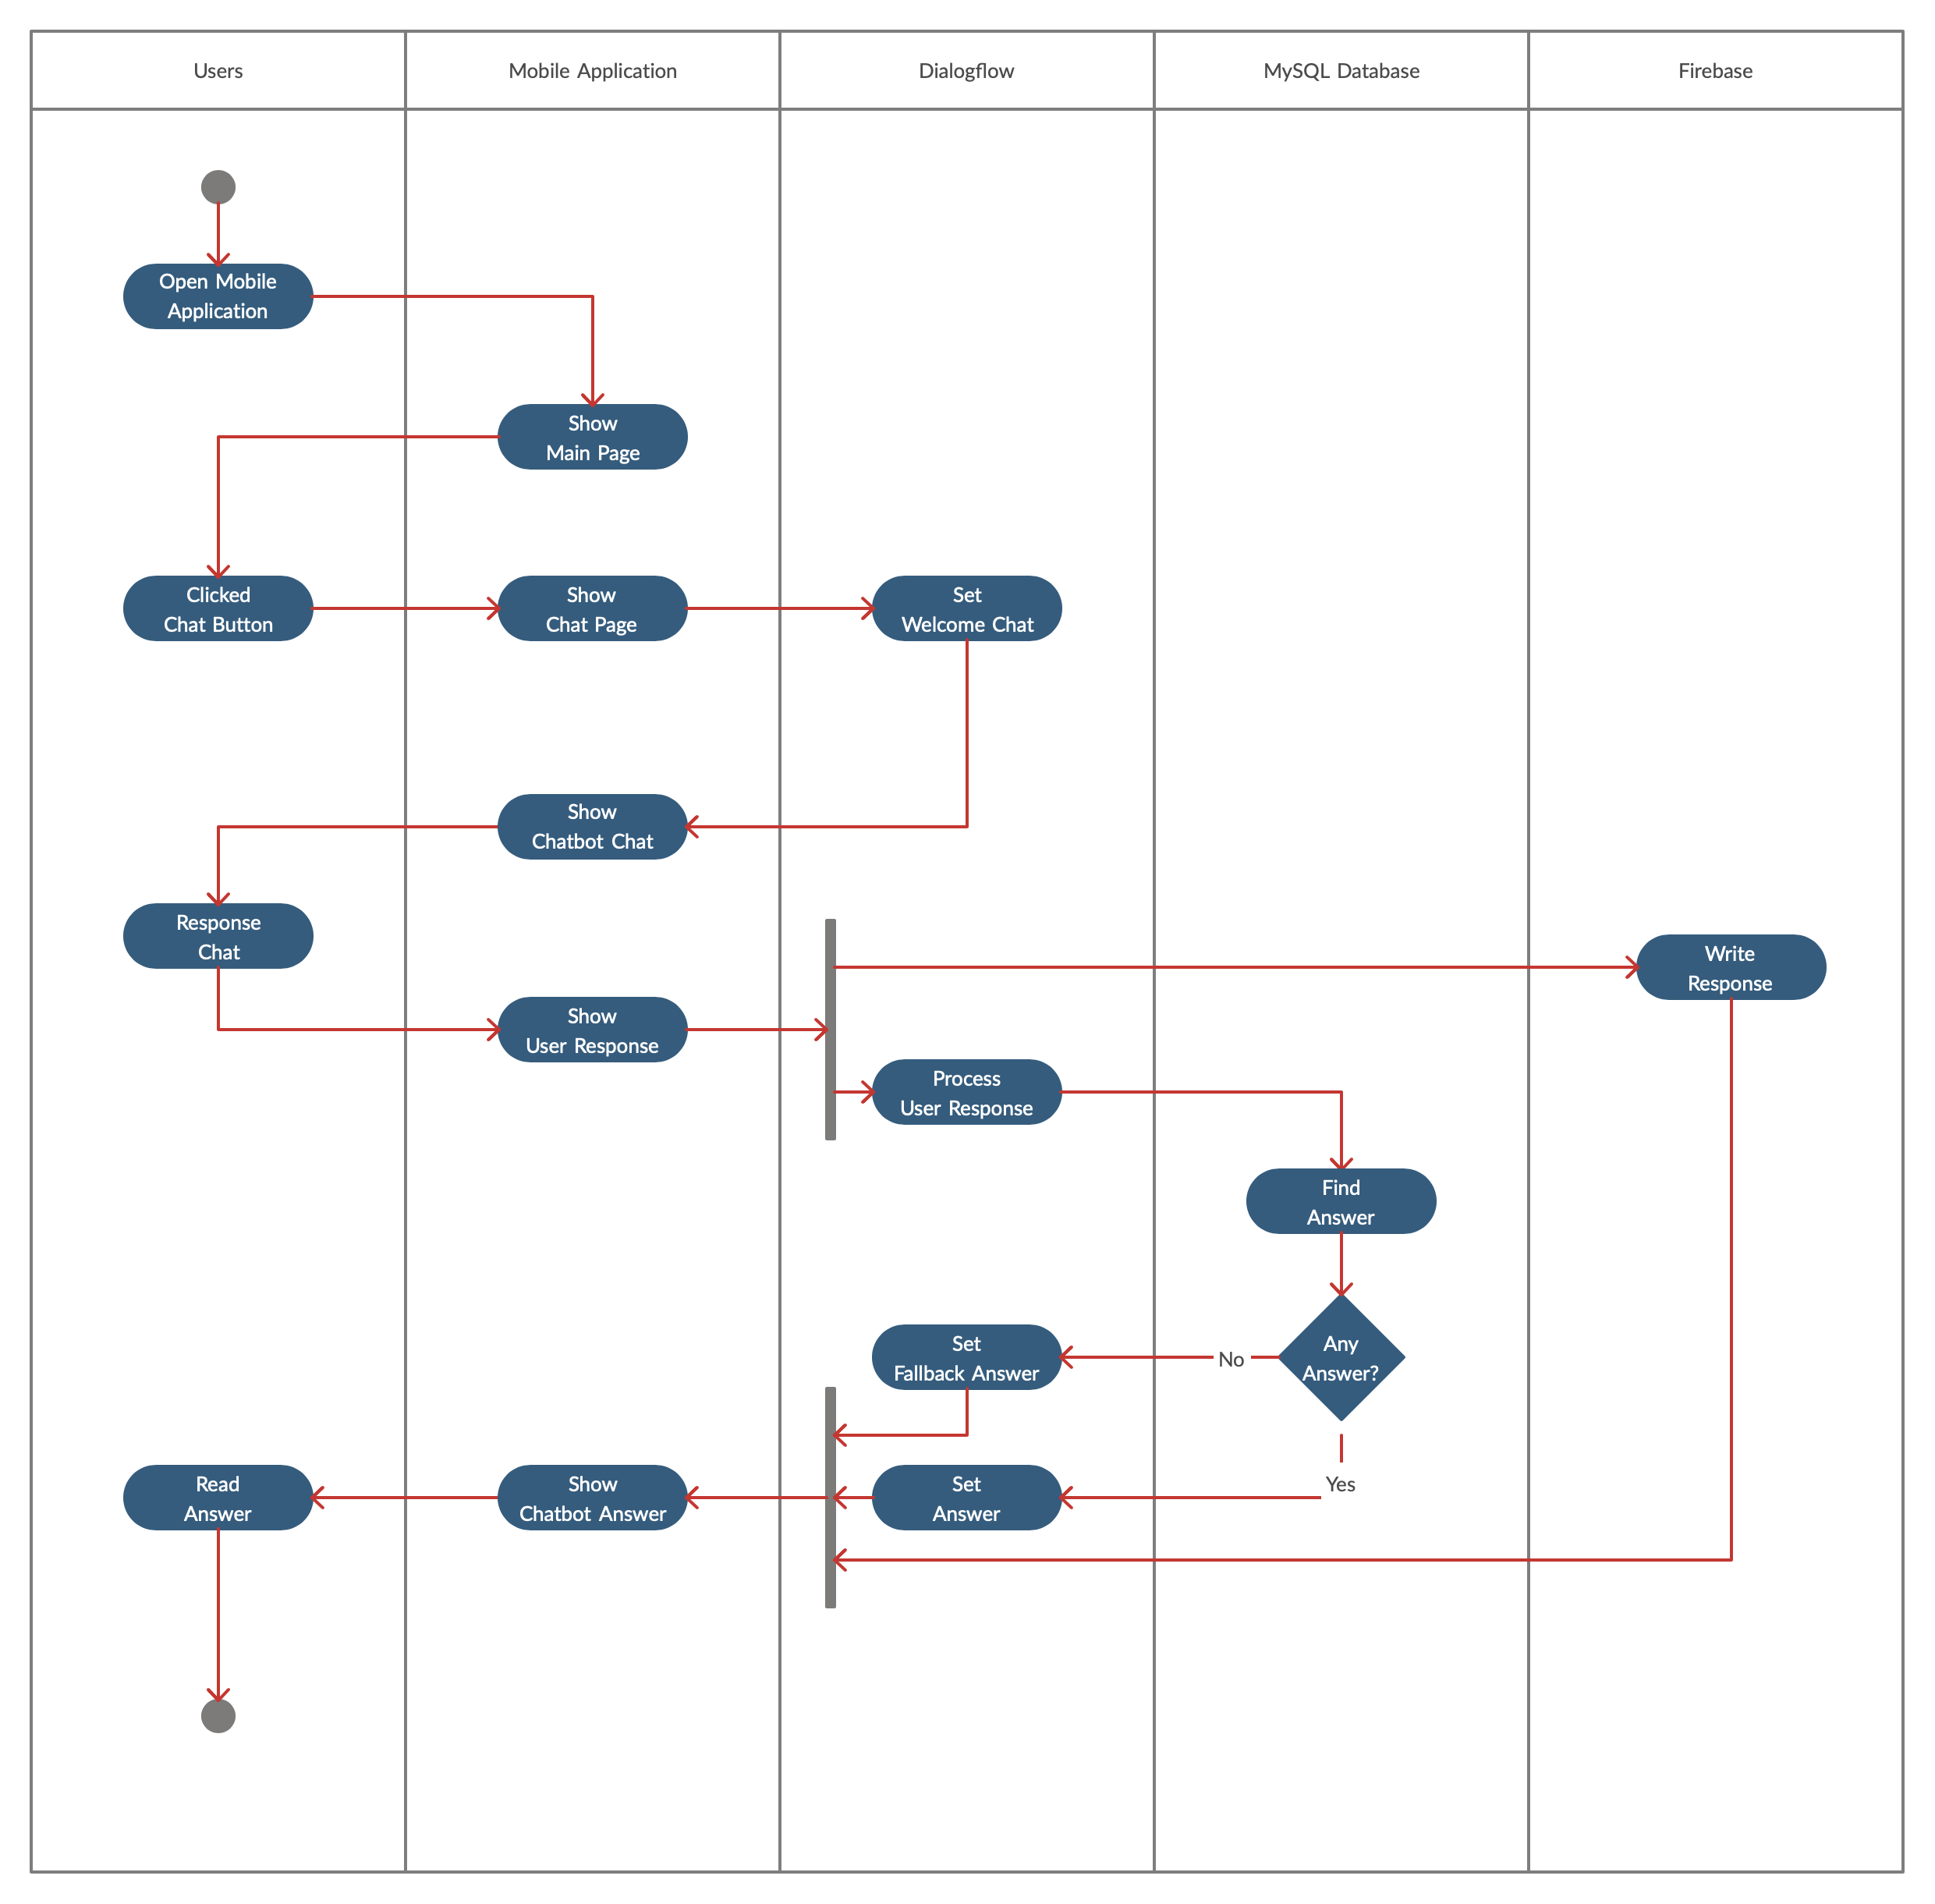 Users
Mobile Application
Dialogflow
MySQL Database
Firebase
Open Mobile
Application
Show
Main Page
Clicked
Chat Button
Show
Chat Page
Set
Welcome Chat
Show
Chatbot Chat
Response
Chat
Write
Response
Show
User Response
Process
User Response
Find
Answer
Any
Answer?
No
Set
Fallback Answer
Yes
Read
Answer
Show
Chatbot Answer
Set
Answer